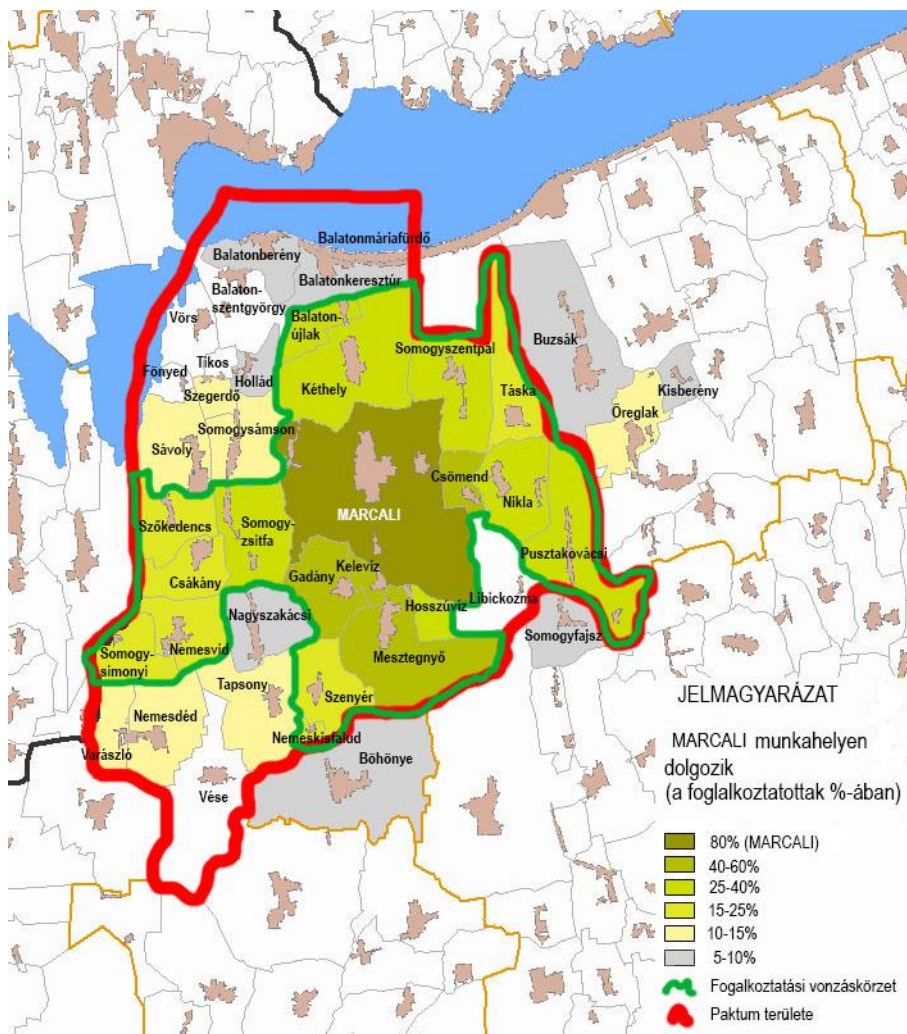 Balatonmáriafürdő
Balatonberény
Balatonkeresztúr
Balaton-
szentgyörgy
Vörs
Balaton-
újlak
Buzsák
Somogyszentpál
Tikos
Fönyed
Hollád
Szegerdő
Kéthely
Táska
Kisberény
Öreglak
Somogysámson
Sávoly
Csömend
Nikla
MARCALI
Szőkedencs
Somogy-
zsitfa
Pusztakovácsi
Keleviz
Gadány
Csákány
Libickozma
Hosszúvíz
Nagyszakácsi
Somogyfajsz
Nemesvid
Somogy-
simonyi
Mesztegnyő
Tapsony
Szenyér
Nemesdéd
Nemeskisfalud
Varászló
Böhönye
Vése
JELMAGYARÁZAT
MARCALI munkahelyen
dolgozik
(a foglalkoztatottak %-ában)
80% (MARCALI)
40-60%
25-40%
15-25%
10-15%
5-10%
Fogalkoztatási vonzáskörzet
Paktum területe